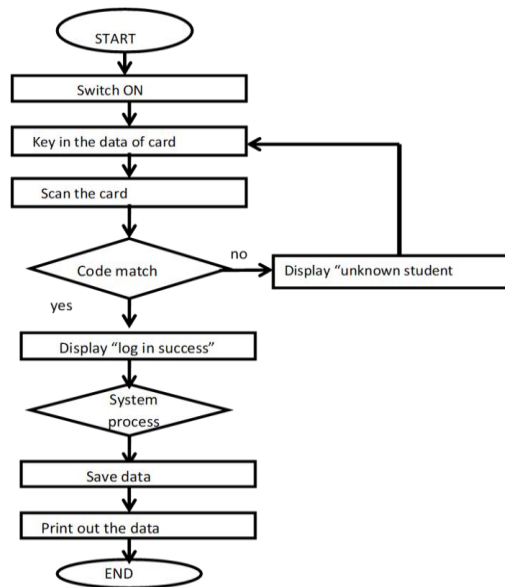 START
Switch ON
Key in the data of card
Scan the card
Code match
no
Display “unknown student
yes
Display “log in success”
System
process
Save data
Print out the data
END